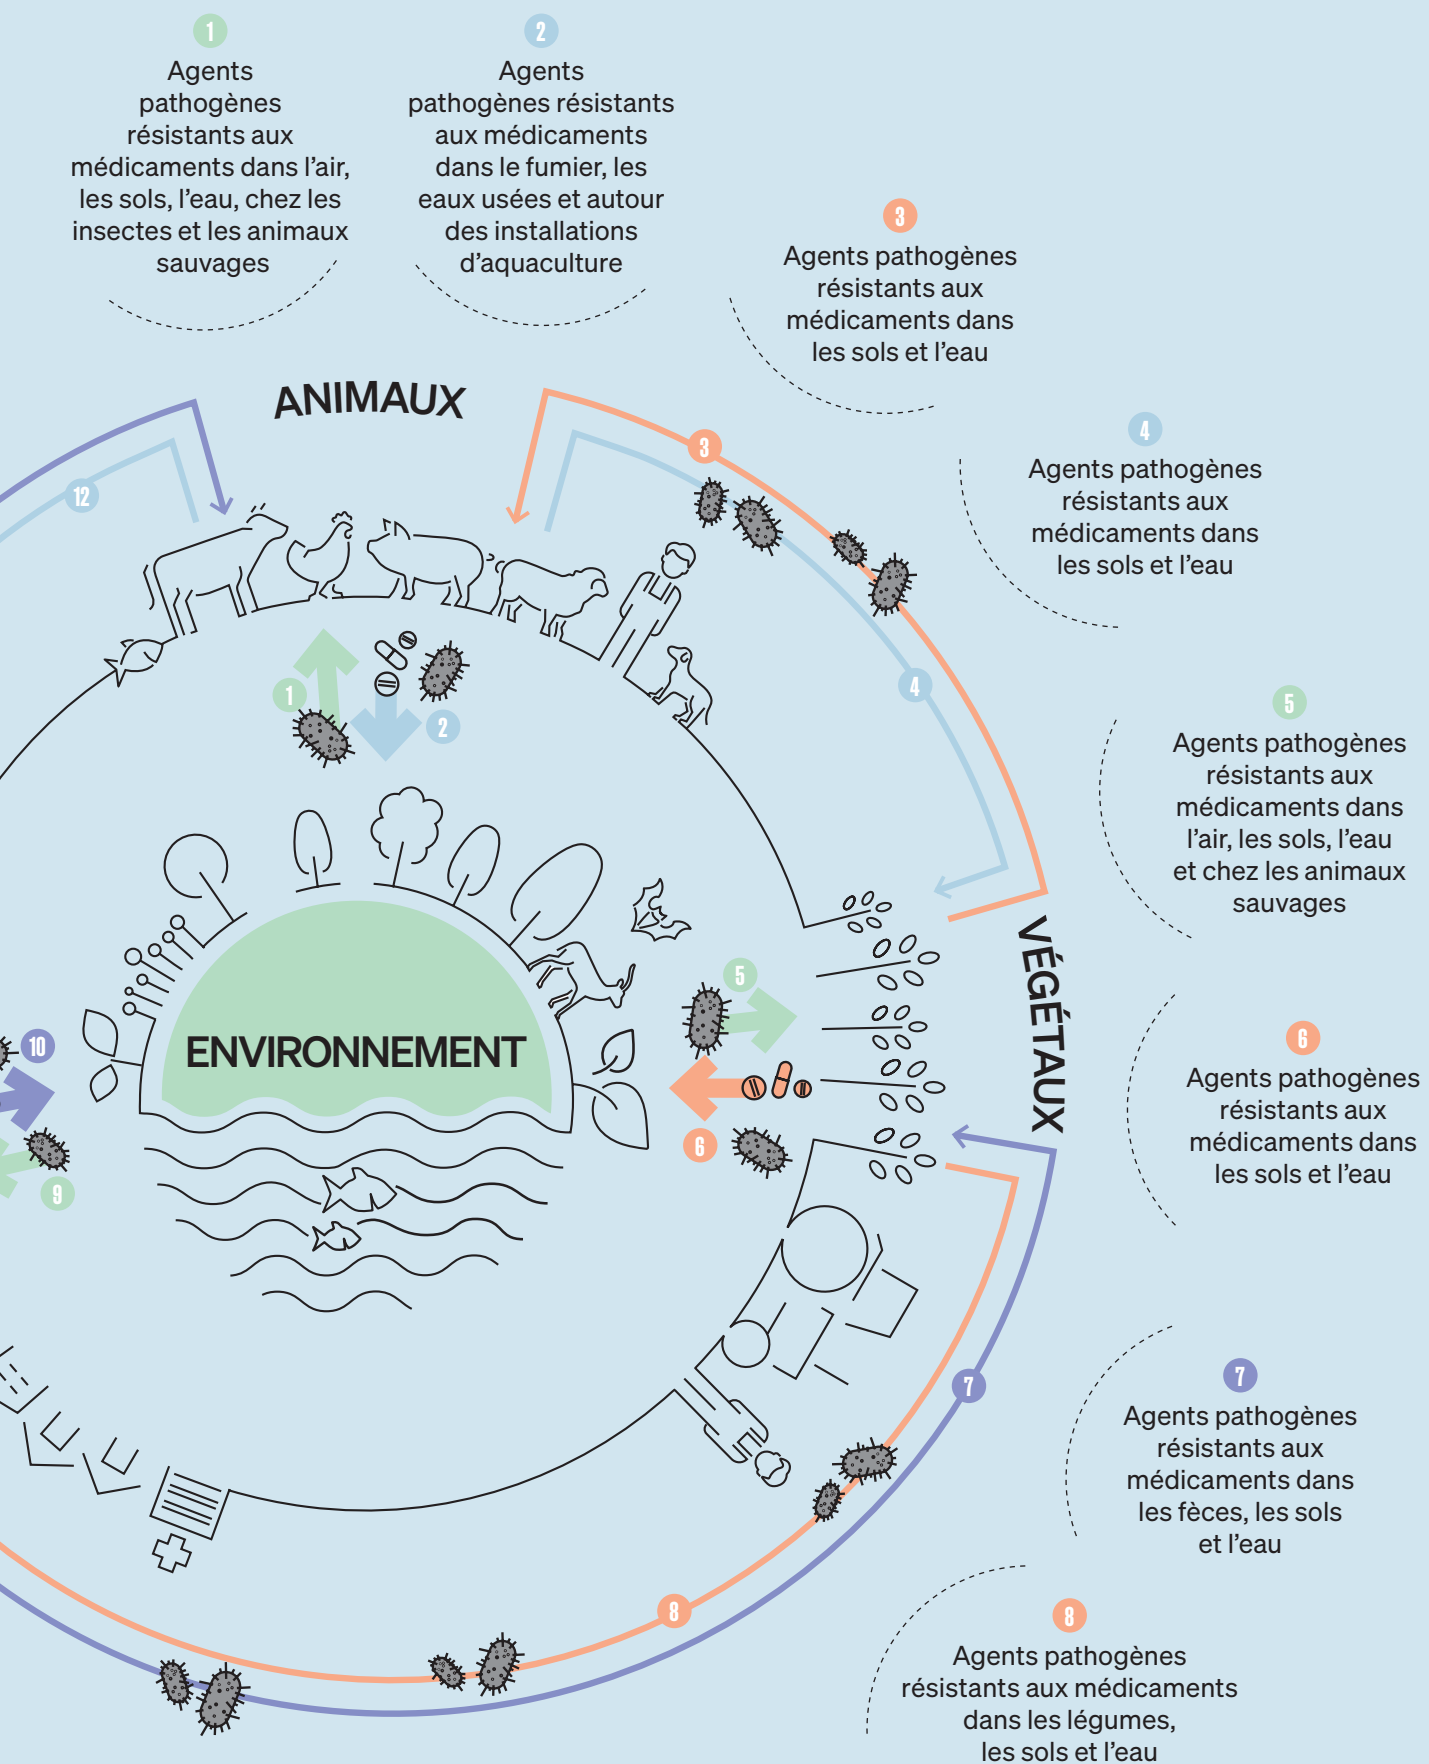 1
Agents
pathogènes
résistants aux
médicaments dans l'air,
les sols, l'eau, chez les
insectes et les animaux
sauvages
2
Agents
pathogènes résistants
aux médicaments
dans le fumier, les
eaux usées et autour
des installations
d'aquaculture
3
Agents pathogènes
résistants aux
médicaments dans
les sols et l'eau
4
Agents pathogènes
résistants aux
médicaments dans
les sols et l'eau
5
Agents pathogènes
résistants aux
médicaments dans
l'air, les sols, l'eau
et chez les animaux
sauvages
6
Agents pathogènes
résistants aux
médicaments dans
les sols et l'eau
7
Agents pathogènes
résistants aux
médicaments dans
les fèces, les sols
et l'eau
8
Agents pathogènes
résistants aux médicaments
dans les légumes,
les sols et l'eau
ANIMAUX
3
12
4
1
2
VÉGÉTAUX
5
ENVIRONNEMENT
10
6
9
7
8